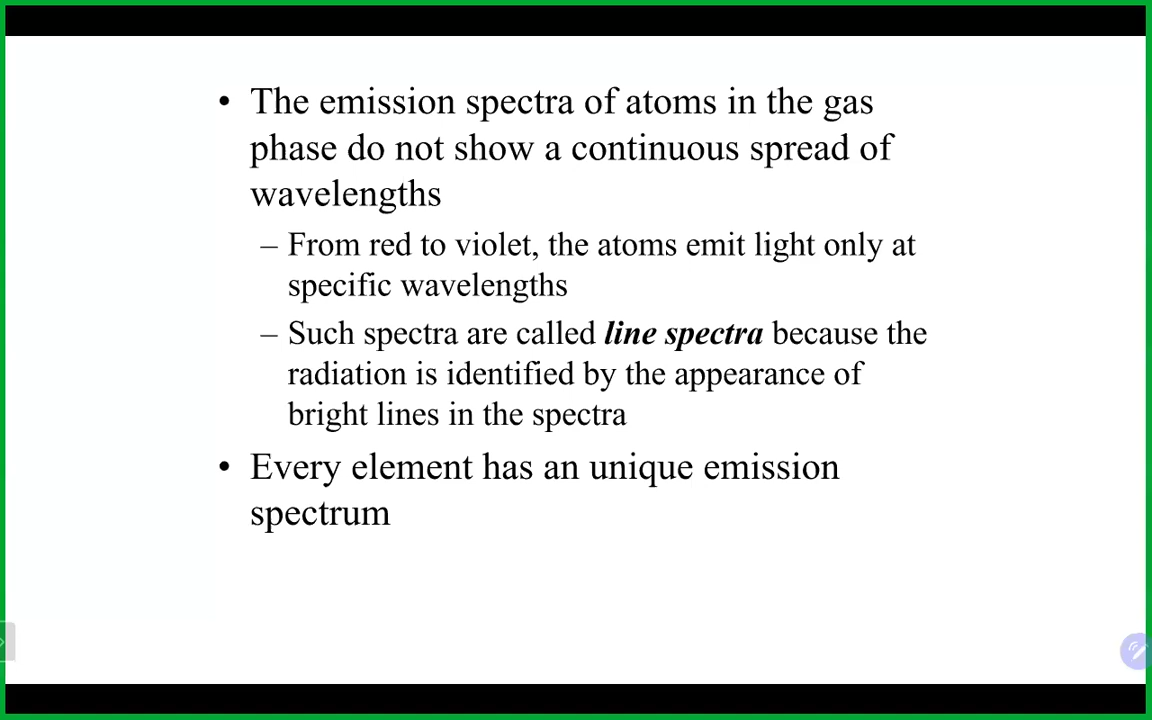 • The emission spectra of atoms in the gas
phase do not show a continuous spread of
wavelengths
– From red to violet, the atoms emit light only at
specific wavelengths
– Such spectra are called line spectra because the
radiation is identified by the appearance of
bright lines in the spectra
• Every element has an unique emission
spectrum